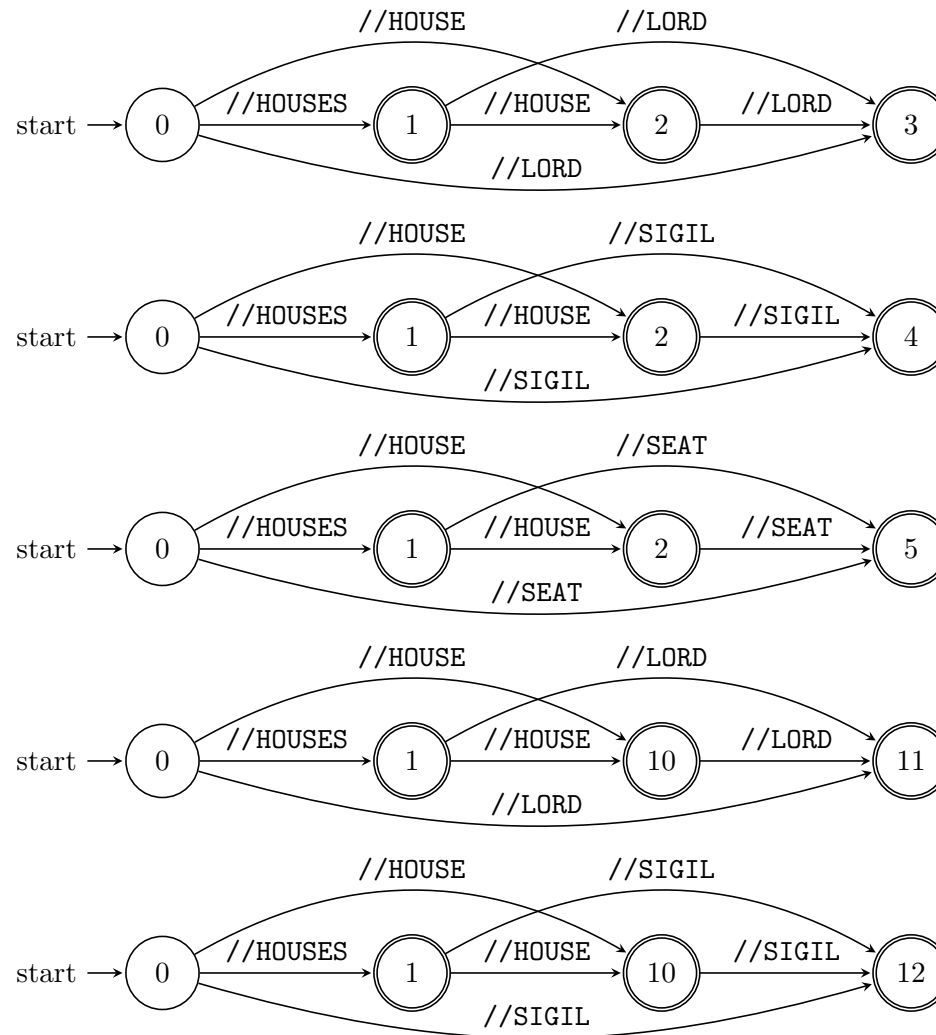 //HOUSE //LORD
start 0 //HOUSES 1 //HOUSE 2 //LORD 3
//LORD
//HOUSE //SIGIL
start 0 //HOUSES 1 //HOUSE 2 //SIGIL 4
//SIGIL
//HOUSE //SEAT
start 0 //HOUSES 1 //HOUSE 2 //SEAT 5
//SEAT
//HOUSE //LORD
start 0 //HOUSES 1 //HOUSE 10 //LORD 11
//LORD
//HOUSE //SIGIL
start 0 //HOUSES 1 //HOUSE 10 //SIGIL 12
//SIGIL